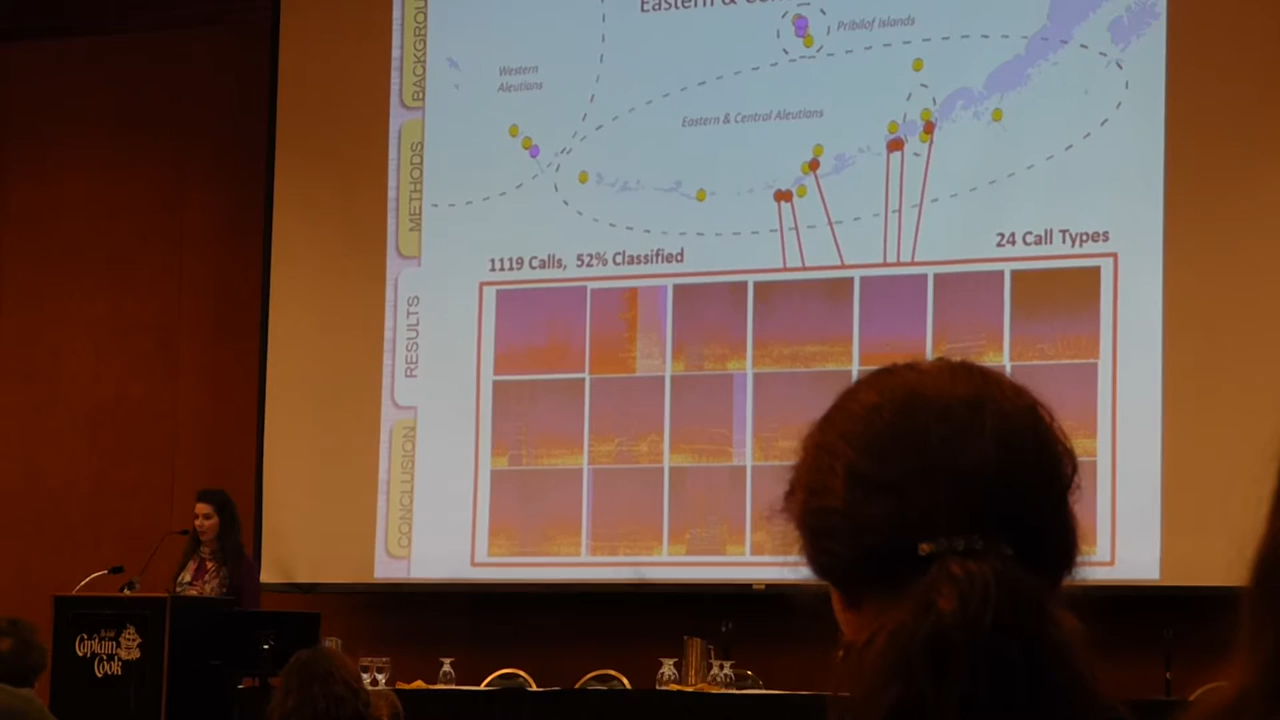 Eastern &
Pribilof Islands
Western
Aleutians
Eastern & Central Aleutians
1119 Calls, 52% Classified
24 Call Types
METHODS
RESULTS
CONCLUSION
Captain
Cook